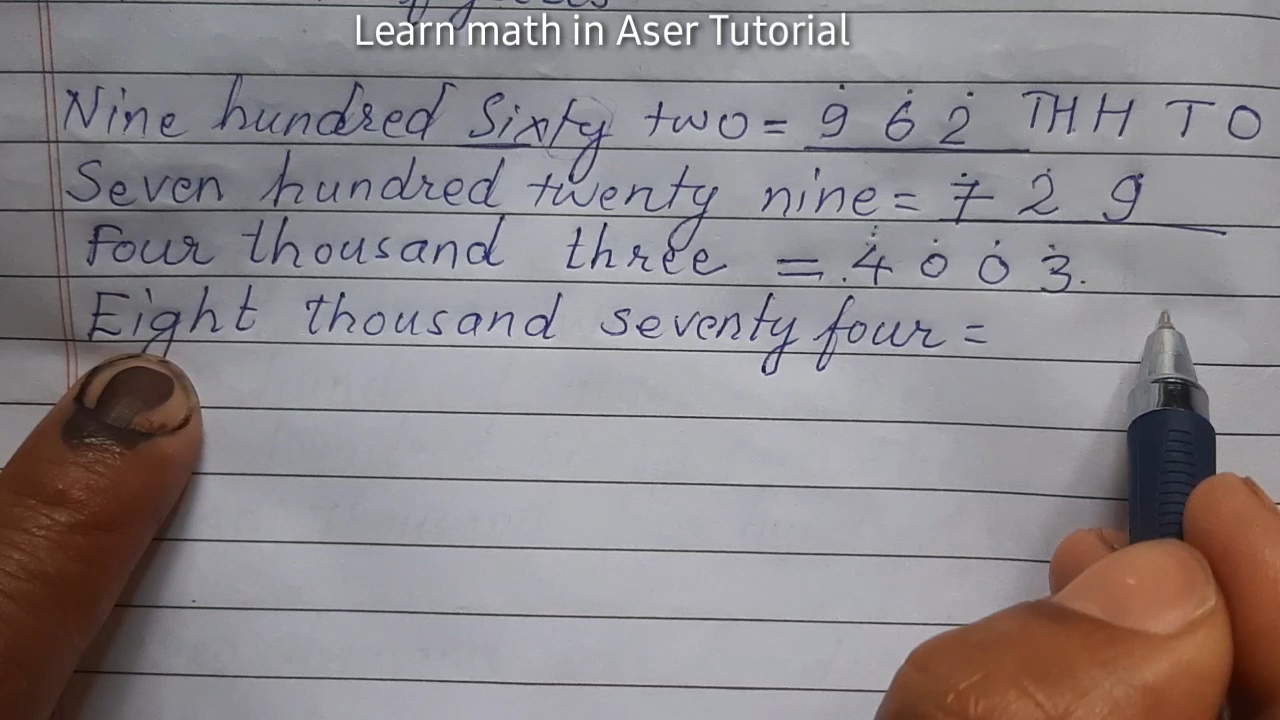 Learn math in Aser Tutorial
Nine hundred Sixty two = 9 6 2 TH H T O
Seven hundred twenty nine = 7 2 9
Four thousand three = 4 0 0 3.
Eight thousand seventy four =